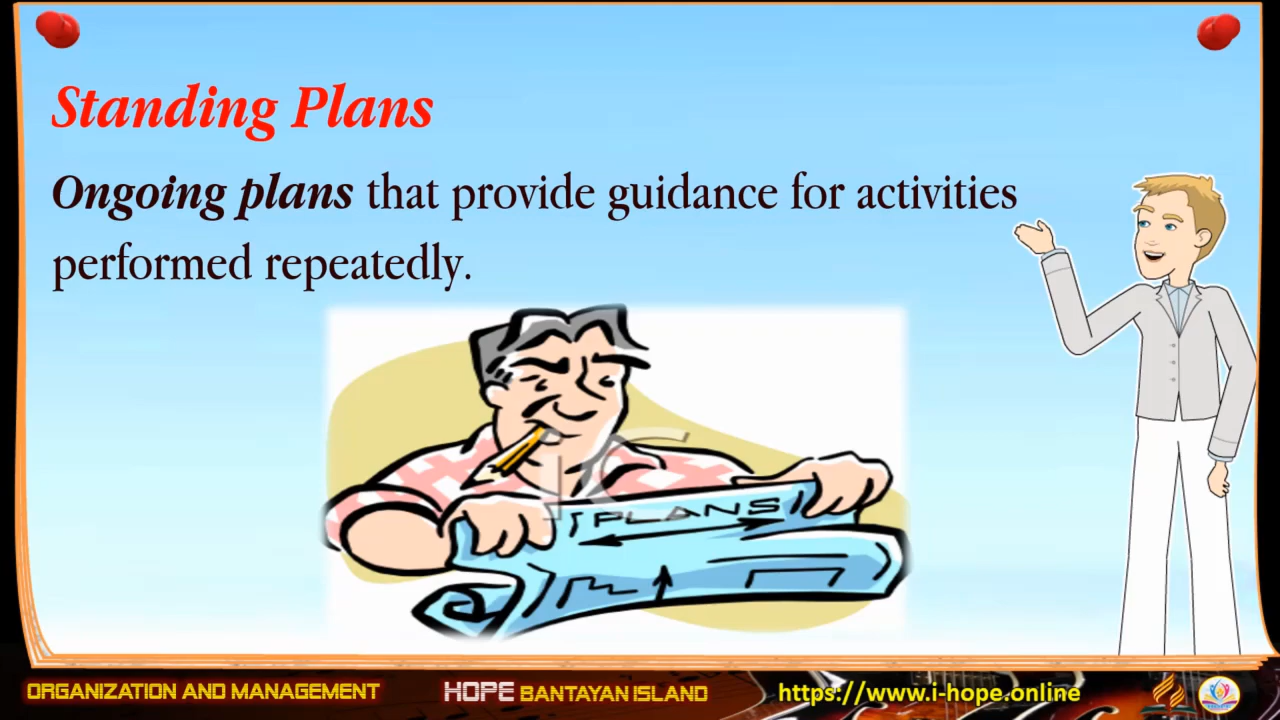 Standing Plans
Ongoing plans that provide guidance for activities
performed repeatedly.
PLANS
ORGANIZATION AND MANAGEMENT
HOPE BANTAYAN ISLAND
https://www.i-hope.online